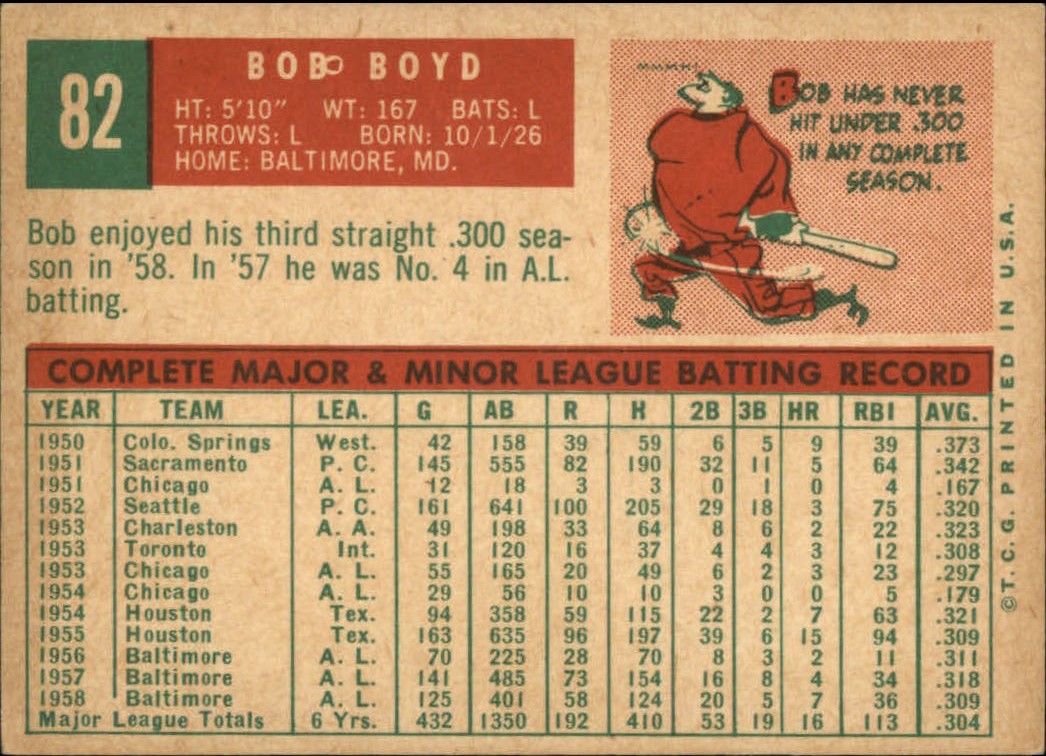 82
BOB BOYD
HT: 5'10" WT: 167 BATS: L
THROWS: L BORN: 10/1/26
HOME: BALTIMORE, MD.
MMMH!
BOB HAS NEVER
HIT UNDER .300
IN ANY COMPLETE
SEASON.
Bob enjoyed his third straight .300 sea-
son in '58. In '57 he was No. 4 in A.L.
batting.
COMPLETE MAJOR & MINOR LEAGUE BATTING RECORD
YEAR TEAM LEA. G AB R H 2B 3B HR RBI AVG.
1950 Colo. Springs West. 42 158 39 59 6 5 9 39 .373
1951 Sacramento P. C. 145 555 82 190 32 11 5 64 .342
1951 Chicago A. L. 12 18 3 3 0 1 0 4 .167
1952 Seattle P. C. 161 641 100 205 29 18 3 75 .320
1953 Charleston A. A. 49 198 33 64 8 6 2 22 .323
1953 Toronto Int. 31 120 16 37 4 4 3 12 .308
1953 Chicago A. L. 55 165 20 49 6 2 3 23 .297
1954 Chicago A. L. 29 56 10 10 3 0 0 5 .179
1954 Houston Tex. 94 358 59 115 22 2 7 63 .321
1955 Houston Tex. 163 635 96 197 39 6 15 94 .309
1956 Baltimore A. L. 70 225 28 70 8 3 2 11 .311
1957 Baltimore A. L. 141 485 73 154 16 8 4 34 .318
1958 Baltimore A. L. 125 401 58 124 20 5 7 36 .309
Major League Totals 6 Yrs. 432 1350 192 410 53 19 16 113 .304
©T.C.G. PRINTED IN U.S.A.